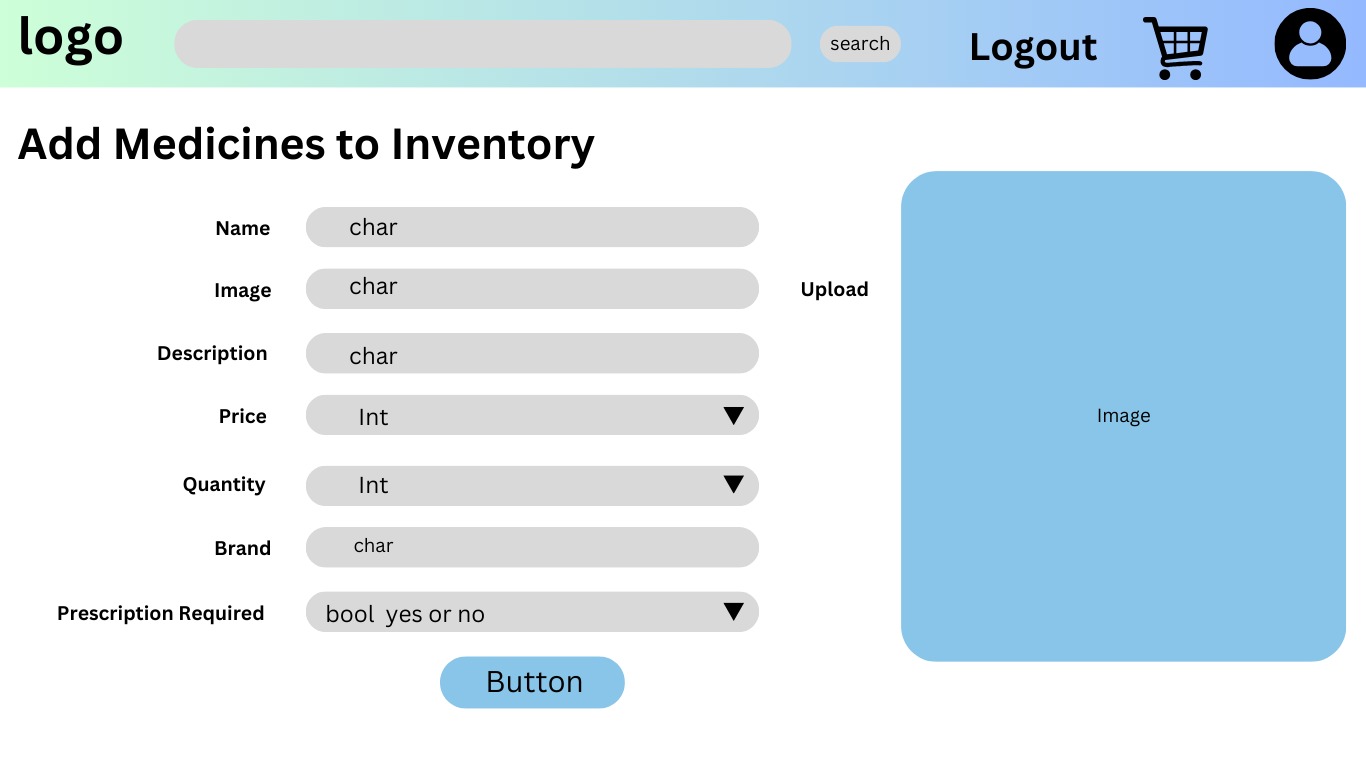 logo
search
Logout
Add Medicines to Inventory
Name
char
Image
char
Upload
Description
char
Price
Int
Quantity
Int
Brand
char
Prescription Required
bool  yes or no
Button
Image